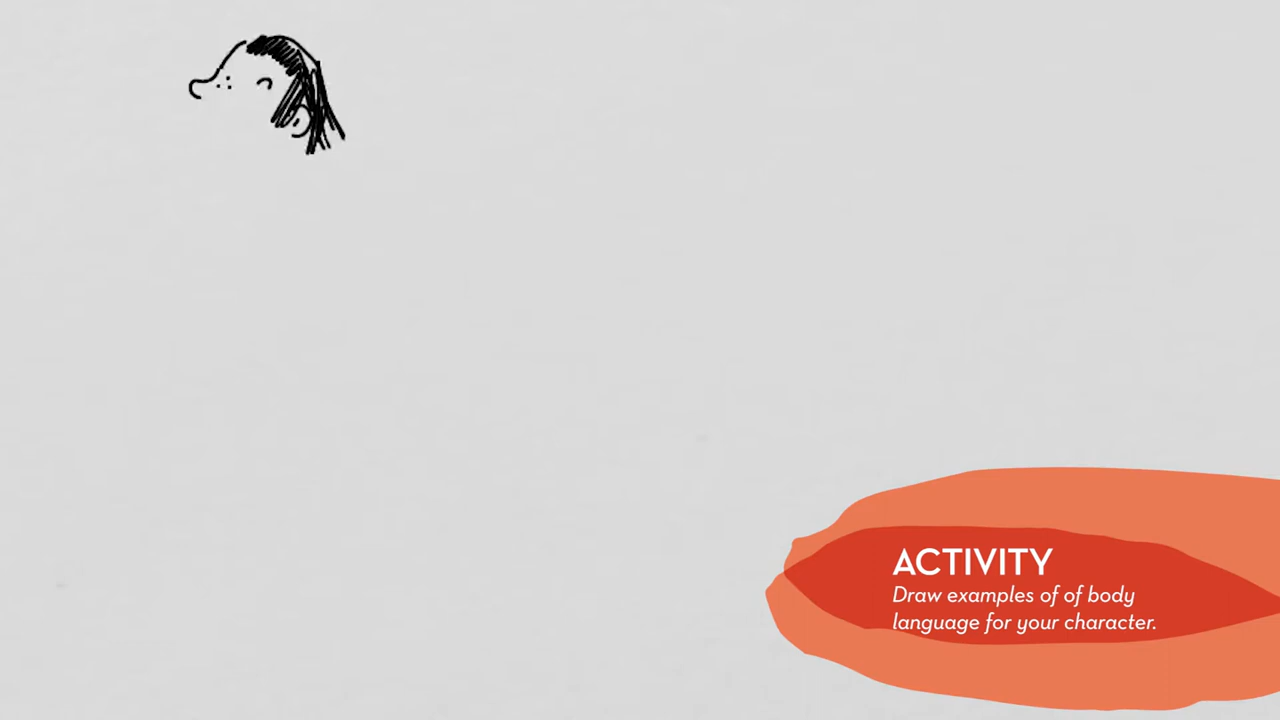 ACTIVITY
Draw examples of of body
language for your character.